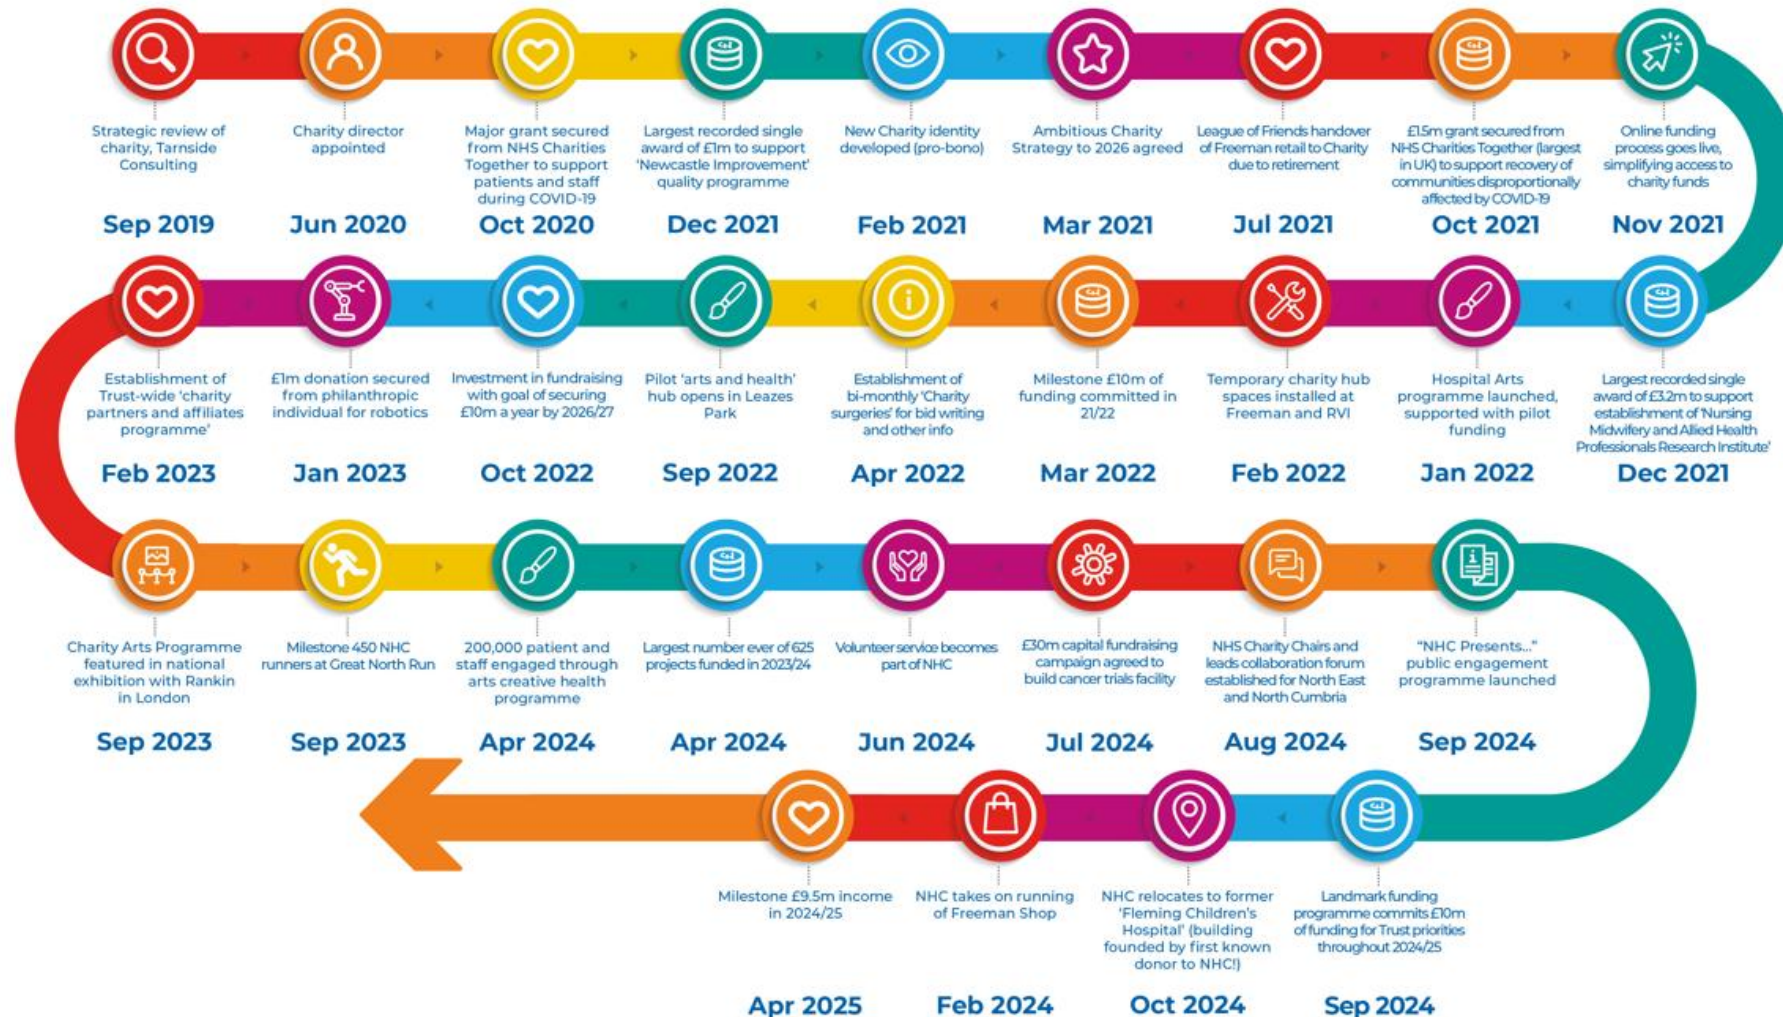 Strategic review of
charity, Tarnside
Consulting
Sep 2019
Charity director
appointed
Jun 2020
Major grant secured
from NHS Charities
Together to support
patients and staff
during COVID-19
Oct 2020
Largest recorded single
award of £1m to support
'Newcastle Improvement'
quality programme
Dec 2021
New Charity identity
developed (pro-bono)
Feb 2021
Ambitious Charity
Strategy to 2026 agreed
Mar 2021
League of Friends handover
of Freeman retail to Charity
due to retirement
Jul 2021
£1.5m grant secured from
NHS Charities Together (largest
in UK) to support recovery of
communities disproportionally
affected by COVID-19
Oct 2021
Online funding
process goes live,
simplifying access to
charity funds
Nov 2021
Establishment of
Trust-wide 'charity
partners and affiliates
programme'
Feb 2023
£1m donation secured
from philanthropic
individual for robotics
Jan 2023
Investment in fundraising
with goal of securing
£10m a year by 2026/27
Oct 2022
Pilot 'arts and health'
hub opens in Leazes
Park
Sep 2022
Establishment of
bi-monthly 'Charity
surgeries' for bid writing
and other info
Apr 2022
Milestone £10m of
funding committed in
21/22
Mar 2022
Temporary charity hub
spaces installed at
Freeman and RVI
Feb 2022
Hospital Arts
programme launched,
supported with pilot
funding
Jan 2022
Largest recorded single
award of £3.2m to support
establishment of 'Nursing
Midwifery and Allied Health
Professionals Research Institute'
Dec 2021
Charity Arts Programme
featured in national
exhibition with Rankin
in London
Sep 2023
Milestone 450 NHC
runners at Great North Run
Sep 2023
200,000 patient and
staff engaged through
arts creative health
programme
Apr 2024
Largest number ever of 625
projects funded in 2023/24
Apr 2024
Volunteer service becomes
part of NHC
Jun 2024
£30m capital fundraising
campaign agreed to
build cancer trials facility
Jul 2024
NHS Charity Chairs and
leads collaboration forum
established for North East
and North Cumbria
Aug 2024
"NHC Presents..."
public engagement
programme launched
Sep 2024
Milestone £9.5m income
in 2024/25
Apr 2025
NHC takes on running
of Freeman Shop
Feb 2024
NHC relocates to former
'Fleming Children's
Hospital' (building
founded by first known
donor to NHC!)
Oct 2024
Landmark funding
programme commits £10m
of funding for Trust priorities
throughout 2024/25
Sep 2024